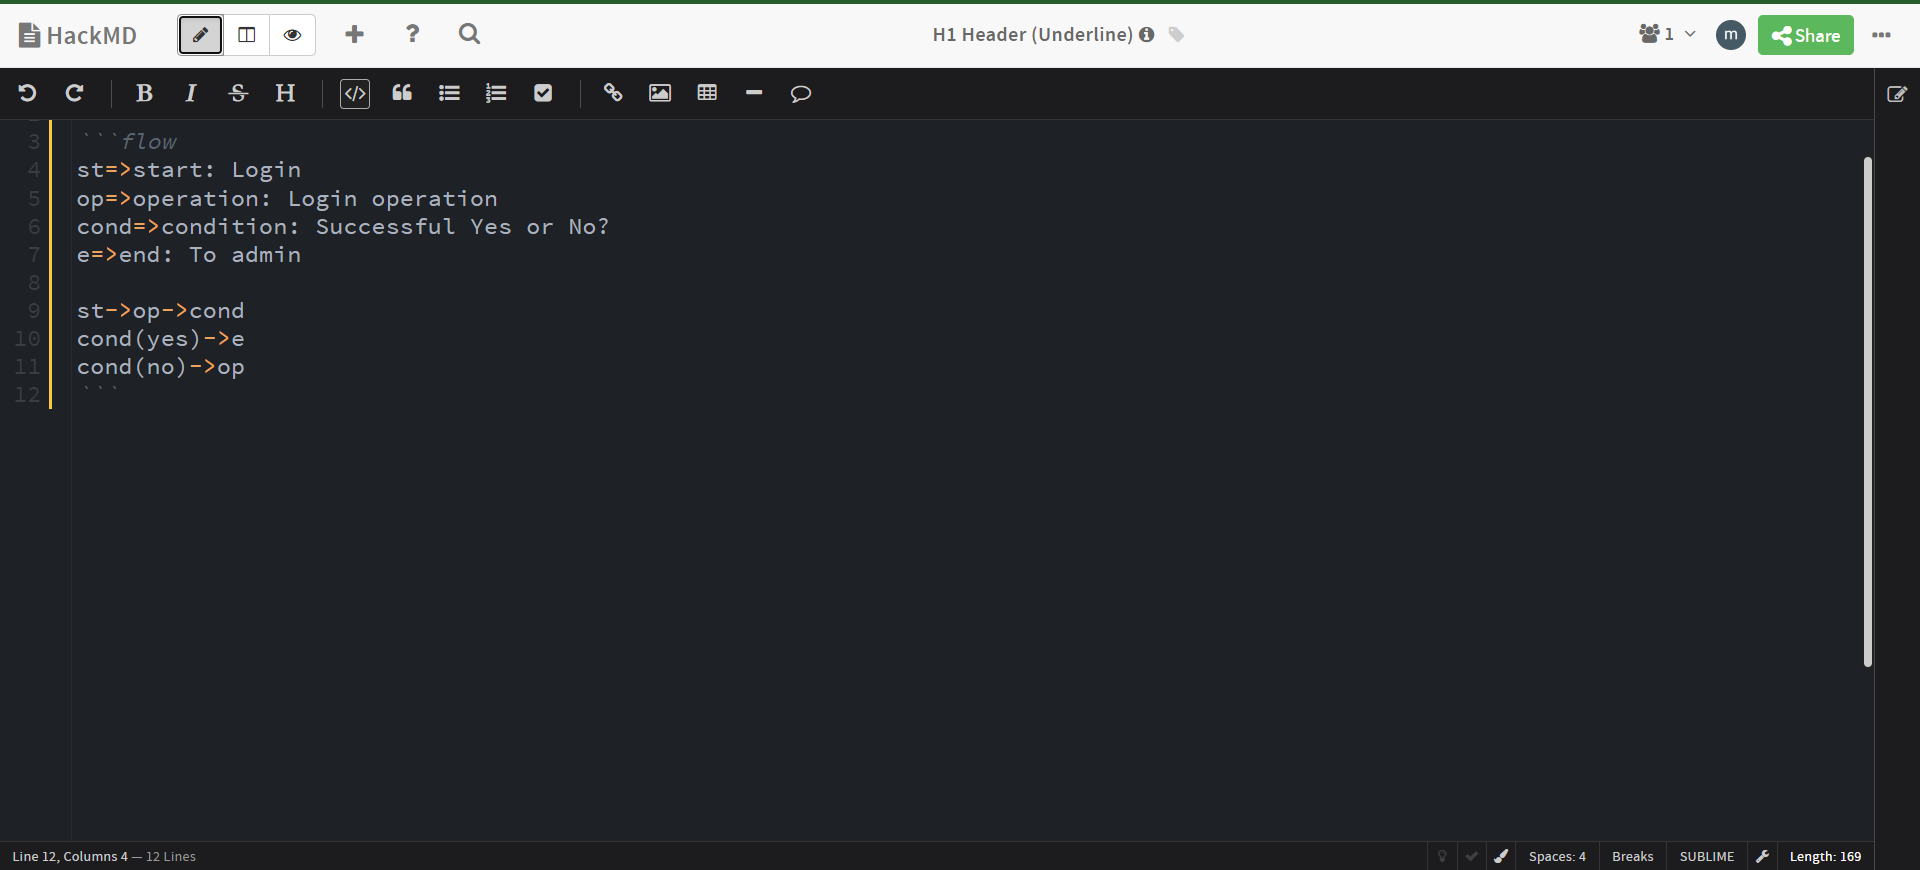 HackMD
H1 Header (Underline)
1
m
Share
B I S H
3 ```flow
4 st=>start: Login
5 op=>operation: Login operation
6 cond=>condition: Successful Yes or No?
7 e=>end: To admin
8
9 st->op->cond
10 cond(yes)->e
11 cond(no)->op
12 ```
Line 12, Columns 4 — 12 Lines
Spaces: 4
Breaks
SUBLIME
Length: 169